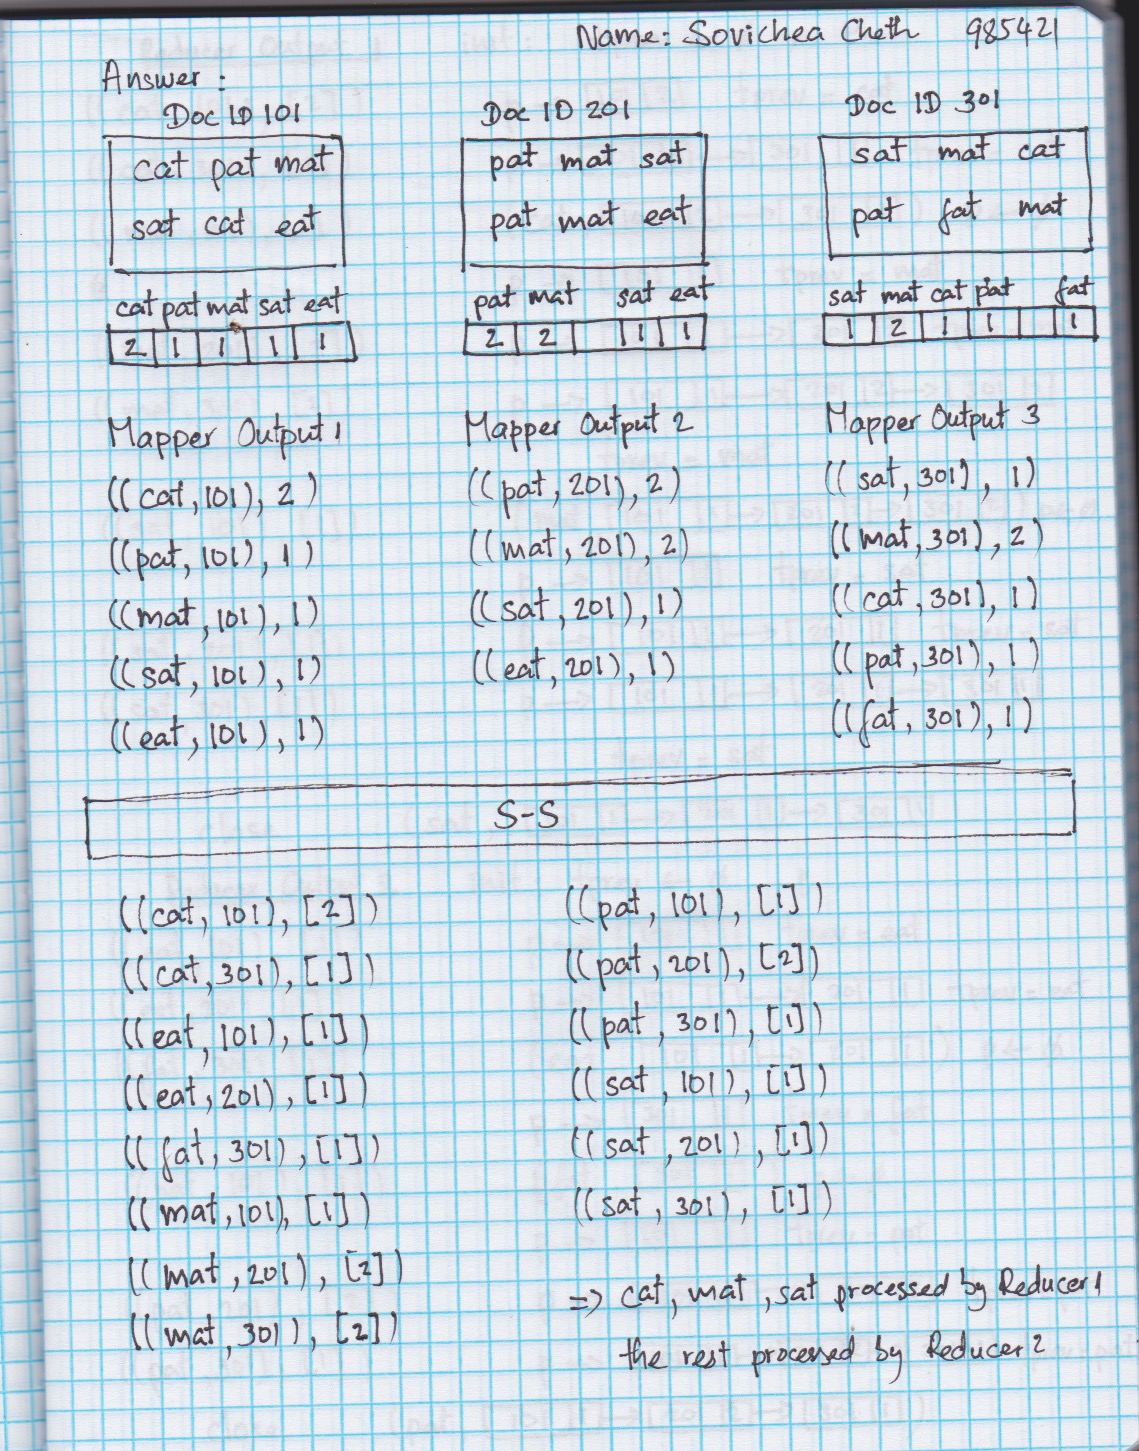 Name: Sovichea Cheth 985421
Answer :
Doc ID 101
cat pat mat
sat cat eat
cat pat mat sat eat
2 1 1 1 1
Doc ID 201
pat mat sat
pat mat eat
pat mat sat eat
2 2 1 1
Doc ID 301
sat mat cat
pat fat mat
sat mat cat pat fat
1 2 1 1 1
Mapper Output 1
((cat, 101), 2)
((pat, 101), 1)
((mat, 101), 1)
((sat, 101), 1)
((eat, 101), 1)
Mapper Output 2
((pat, 201), 2)
((mat, 201), 2)
((sat, 201), 1)
((eat, 201), 1)
Mapper Output 3
((sat, 301), 1)
((mat, 301), 2)
((cat, 301), 1)
((pat, 301), 1)
((fat, 301), 1)
S-S
((cat, 101), [2])
((cat, 301), [1])
((eat, 101), [1])
((eat, 201), [1])
((fat, 301), [1])
((mat, 101), [1])
((mat, 201), [2])
((mat, 301), [2])
((pat, 101), [1])
((pat, 201), [2])
((pat, 301), [1])
((sat, 101), [1])
((sat, 201), [1])
((sat, 301), [1])
=> cat, mat, sat processed by Reducer 1
the rest processed by Reducer 2